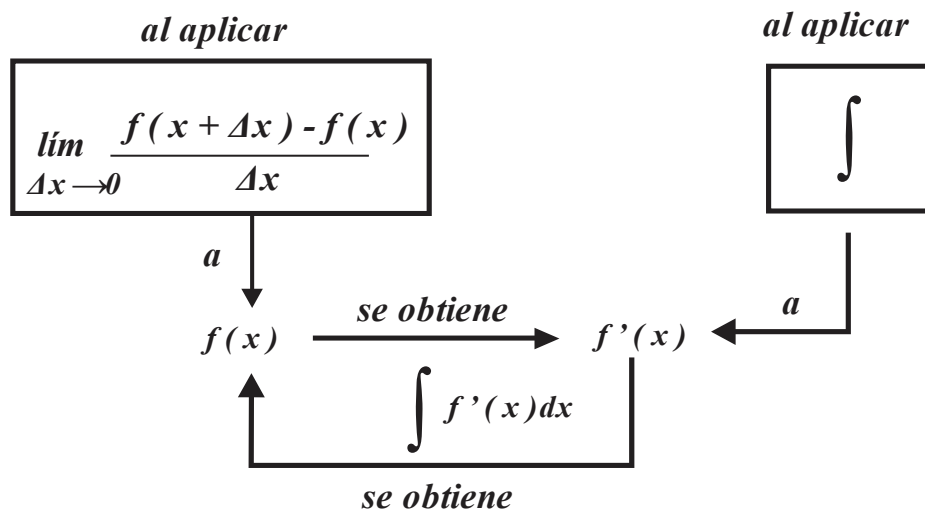 al aplicar
al aplicar
lím
Δx→0
f ( x + Δx ) - f ( x )
Δx
∫
a
a
f ( x )
se obtiene
f ’ ( x )
∫ f ’ ( x ) dx
se obtiene